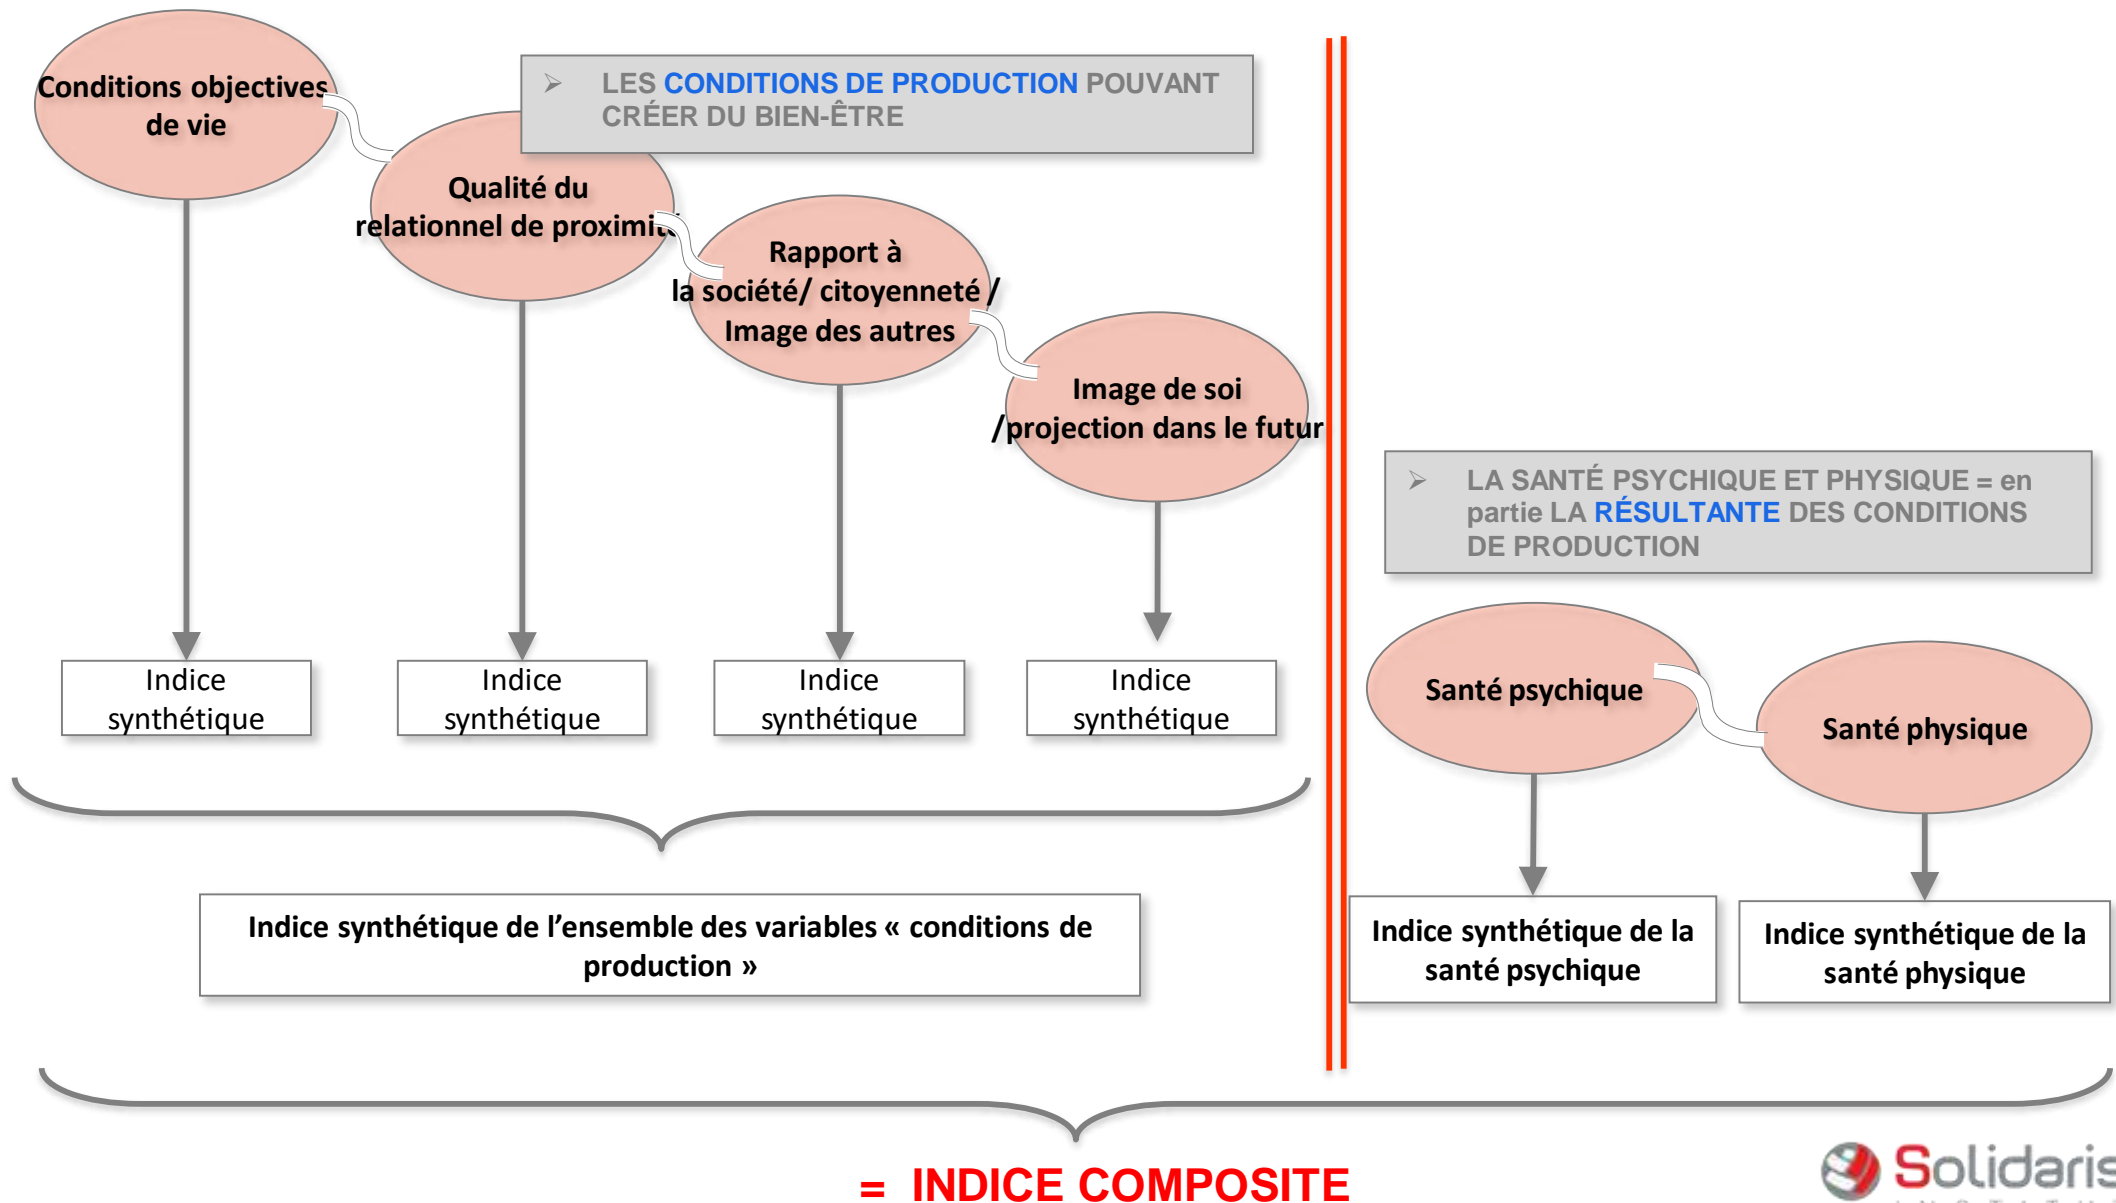 Conditions objectives
de vie
➢ LES CONDITIONS DE PRODUCTION POUVANT
CRÉER DU BIEN-ÊTRE
Qualité du
relationnel de proximité
Rapport à
la société/ citoyenneté /
Image des autres
Image de soi
/projection dans le futur
➢ LA SANTÉ PSYCHIQUE ET PHYSIQUE = en
partie LA RÉSULTANTE DES CONDITIONS
DE PRODUCTION
Santé psychique
Santé physique
Indice
synthétique
Indice
synthétique
Indice
synthétique
Indice
synthétique
Indice synthétique de l’ensemble des variables « conditions de
production »
Indice synthétique de la
santé psychique
Indice synthétique de la
santé physique
= INDICE COMPOSITE
Solidaris